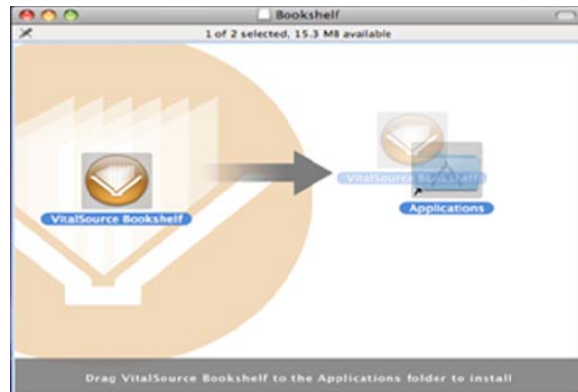 Bookshelf
1 of 2 selected, 15.3 MB available
VitalSource Bookshelf
VitalSource Bookshelf
Applications
Drag VitalSource Bookshelf to the Applications folder to install